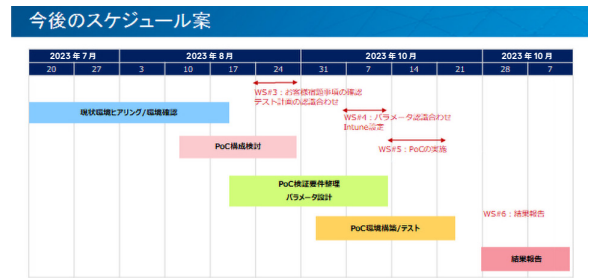 今後のスケジュール案
2023年7月 2023年8月 2023年10月 2023年10月
20 27 3 10 17 24 31 7 14 21 28 7
WS#3：お客様宿題事項の確認
テスト計画の認識合わせ
現状環境ヒアリング/環境確認
WS#4：パラメータ認識合わせ
Intune設定
PoC構成検討
WS#5：PoCの実施
PoC検証要件整理
パラメータ設計
WS#6：結果報告
PoC環境構築/テスト
結果報告